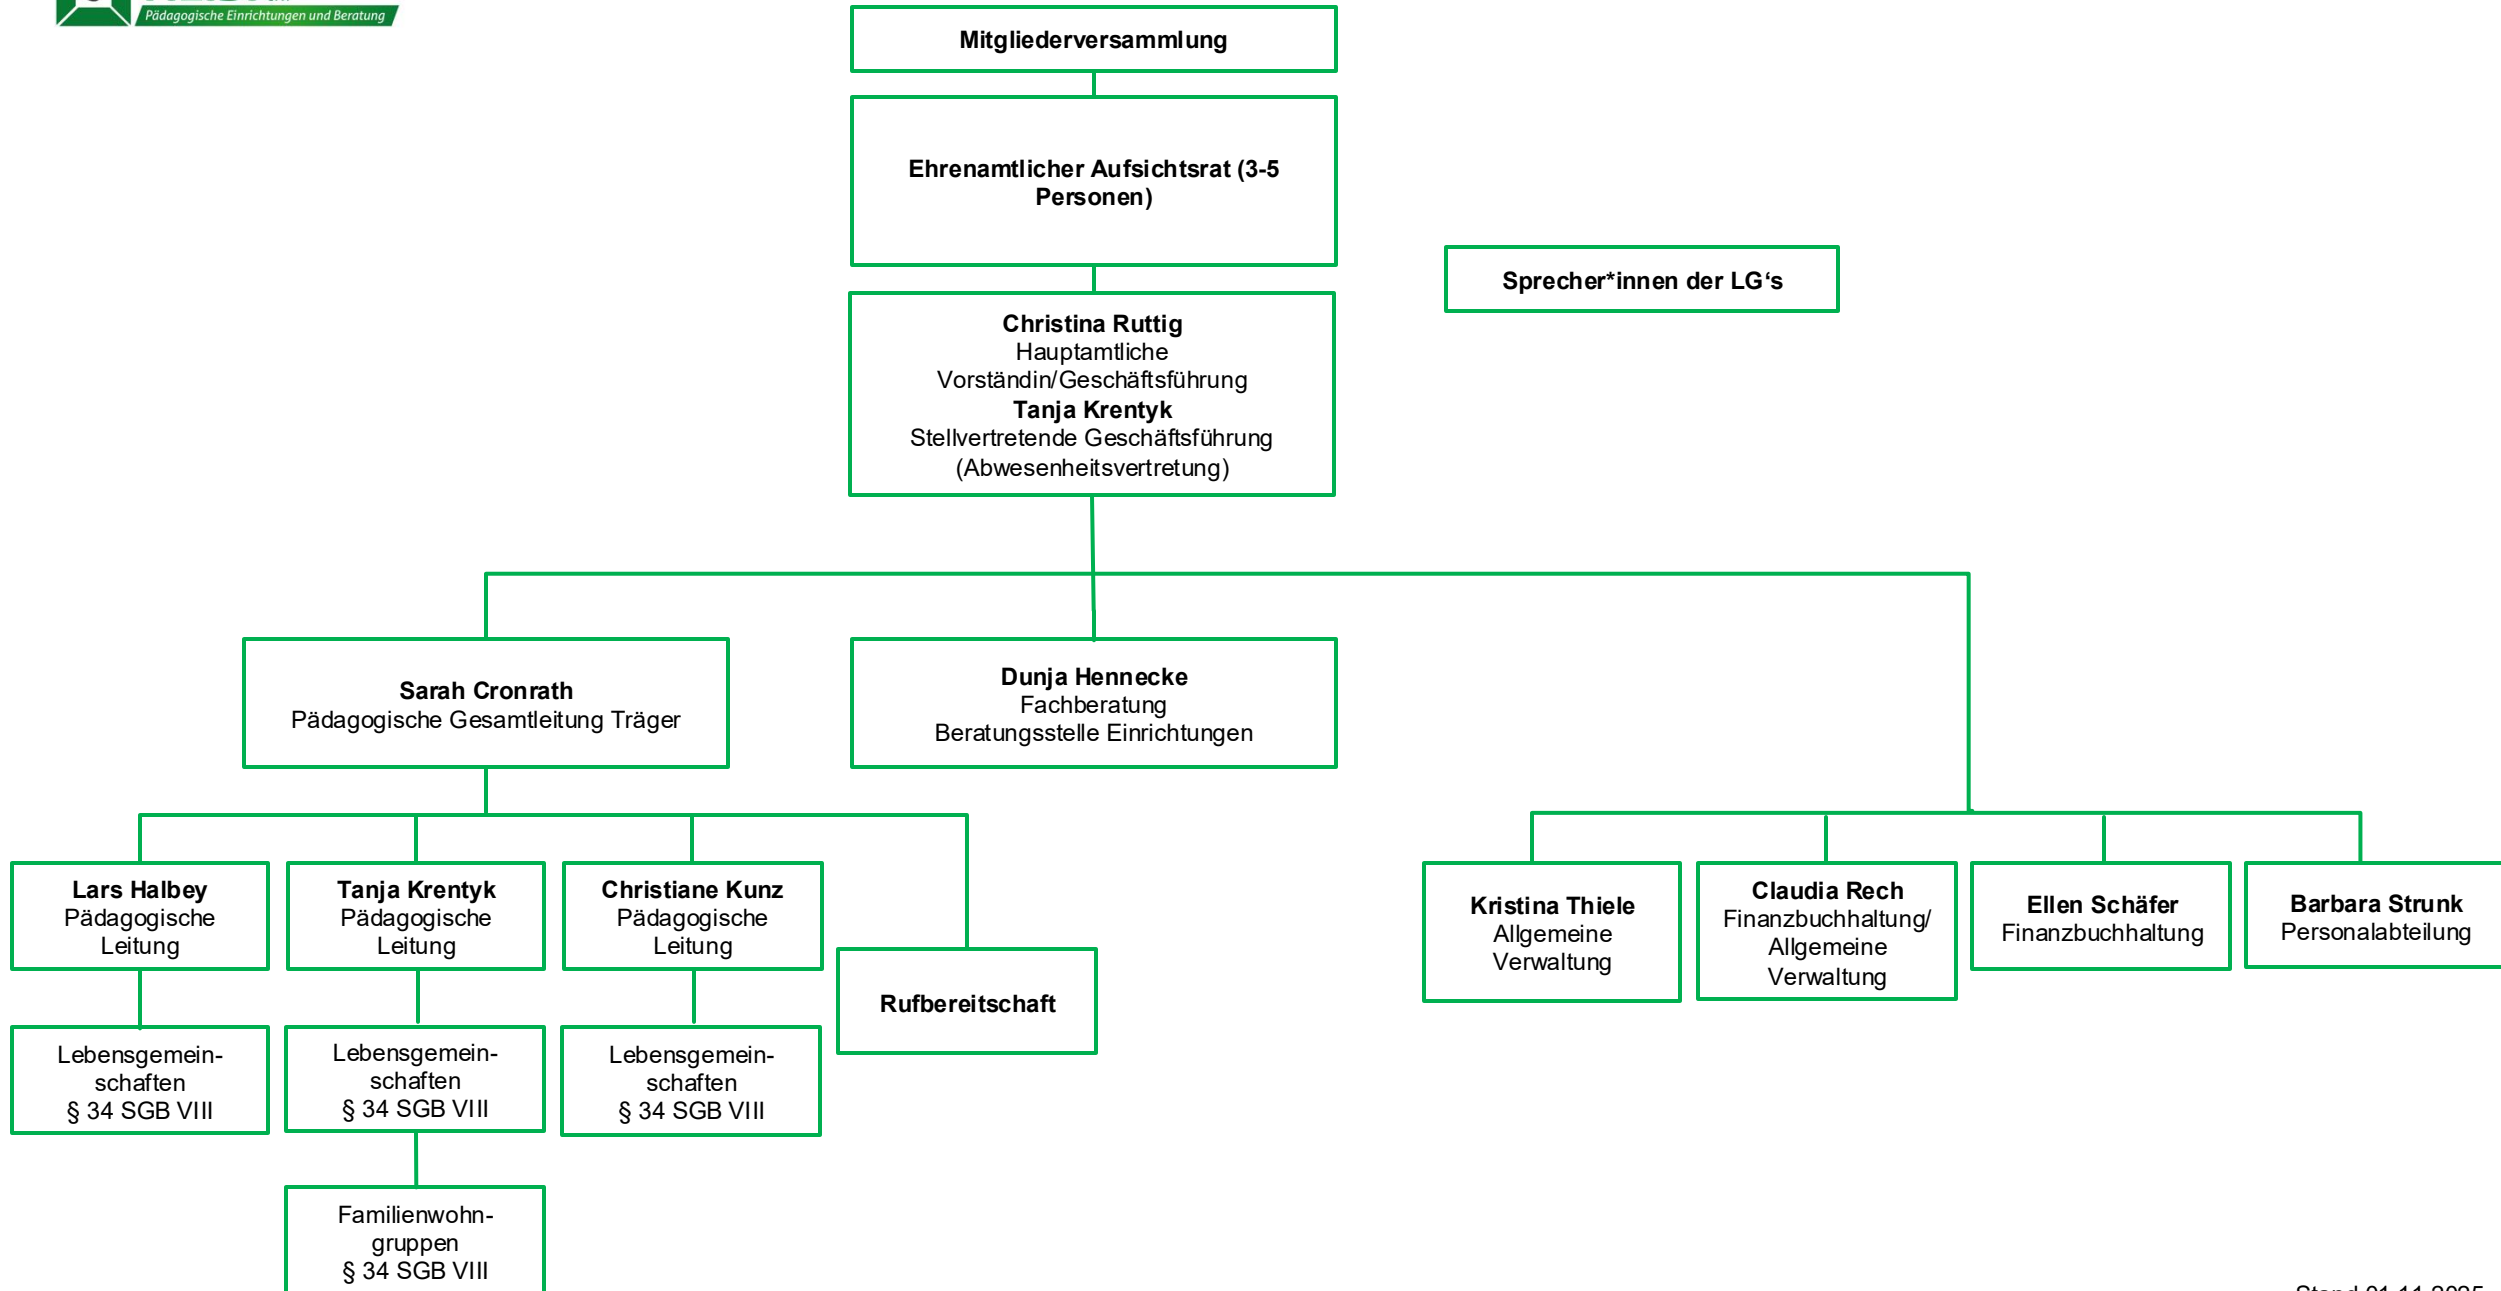 Pädagogische Einrichtungen und Beratung
Mitgliederversammlung
Ehrenamtlicher Aufsichtsrat (3-5
Personen)
Sprecher*innen der LG‘s
Christina Ruttig
Hauptamtliche
Vorständin/Geschäftsführung
Tanja Krentyk
Stellvertretende Geschäftsführung
(Abwesenheitsvertretung)
Sarah Cronrath
Pädagogische Gesamtleitung Träger
Dunja Hennecke
Fachberatung
Beratungsstelle Einrichtungen
Lars Halbey
Pädagogische
Leitung
Tanja Krentyk
Pädagogische
Leitung
Christiane Kunz
Pädagogische
Leitung
Rufbereitschaft
Kristina Thiele
Allgemeine
Verwaltung
Claudia Rech
Finanzbuchhaltung/
Allgemeine
Verwaltung
Ellen Schäfer
Finanzbuchhaltung
Barbara Strunk
Personalabteilung
Lebensgemein-
schaften
§ 34 SGB VIII
Lebensgemein-
schaften
§ 34 SGB VIII
Lebensgemein-
schaften
§ 34 SGB VIII
Familienwohn-
gruppen
§ 34 SGB VIII
Stand 01.11.2025